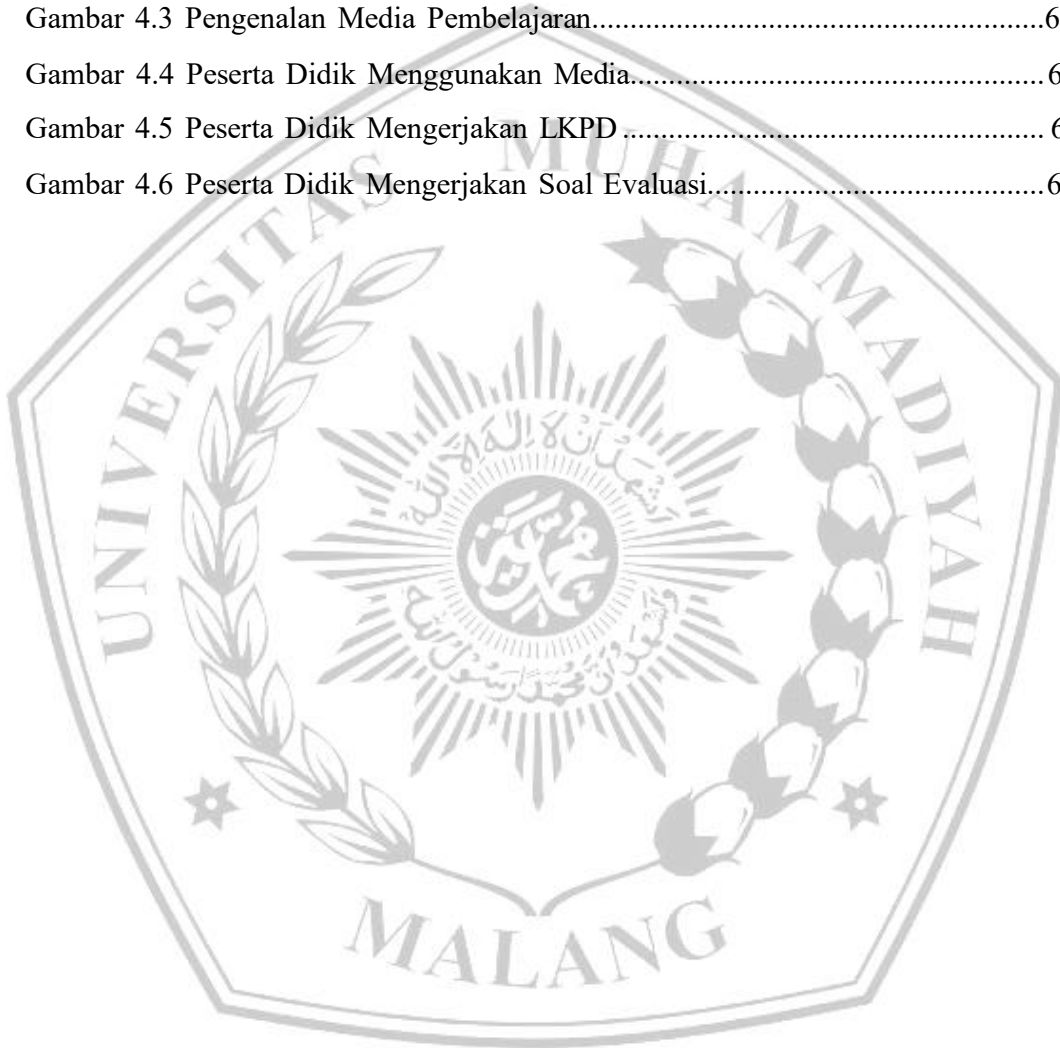 Gambar 4.3 Pengenalan Media Pembelajaran..........................................................6
Gambar 4.4 Peserta Didik Menggunakan Media.....................................................6
Gambar 4.5 Peserta Didik Mengerjakan LKPD ...................................................... 6
Gambar 4.6 Peserta Didik Mengerjakan Soal Evaluasi...........................................6
UNIVERSITAS MUHAMMADIYAH
MALANG